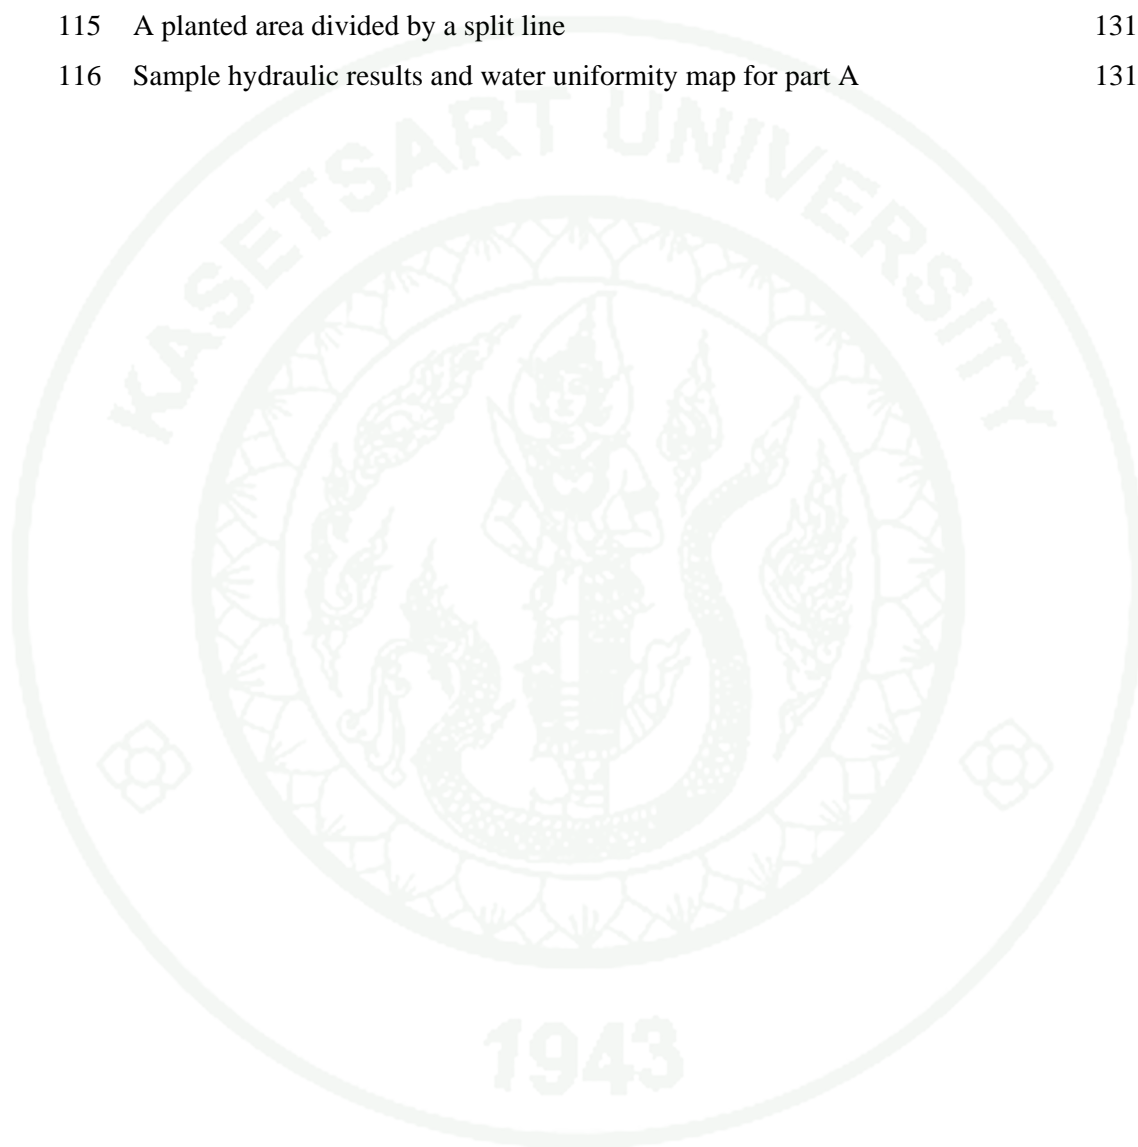 115 A planted area divided by a split line 131
116 Sample hydraulic results and water uniformity map for part A 131
KASETSART UNIVERSITY
1943